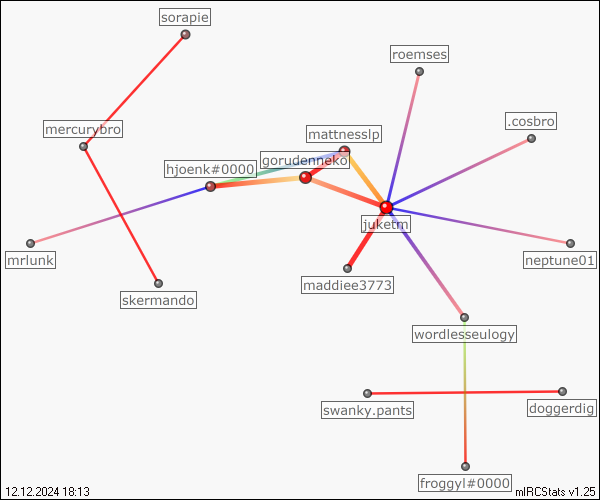 sorapie
roemses
.cosbro
mercurybro
mattnesslp
gorudenneko
hjoenk#0000
juketm
mrlunk
neptune01
maddiee3773
skermando
wordlesseulogy
swanky.pants
doggerdig
froggyl#0000
12.12.2024 18:13
mIRCStats v1.25